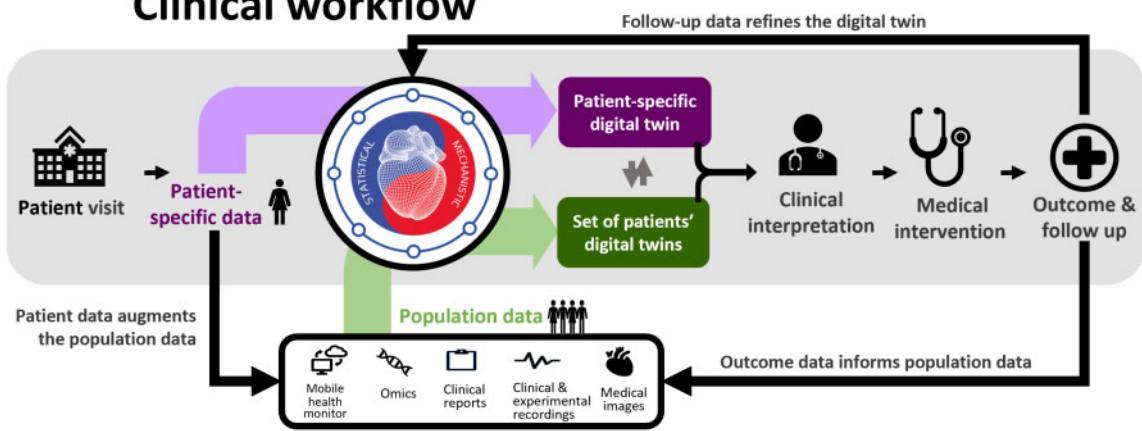 Clinical workflow
Follow-up data refines the digital twin
Patient visit
Patient-
specific data
STATISTICAL
MECHANISTIC
Patient-specific
digital twin
Set of patients'
digital twins
Clinical
interpretation
Medical
intervention
Outcome &
follow up
Patient data augments
the population data
Population data
Outcome data informs population data
Mobile
health
monitor
Omics
Clinical
reports
Clinical &
experimental
recordings
Medical
images